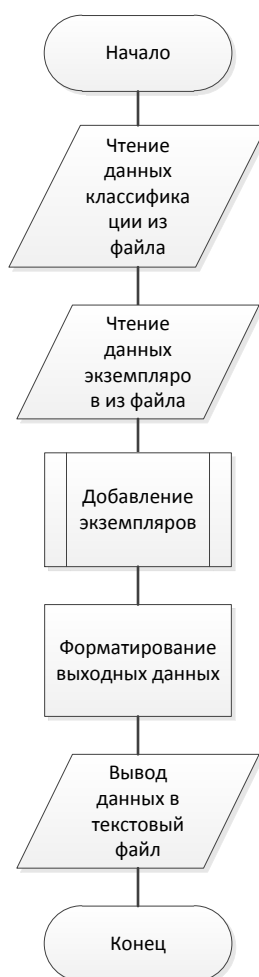 Начало
Чтение
данных
классифика
ции из
файла
Чтение
данных
экземпляро
в из файла
Добавление
экземпляров
Форматирование
выходных данных
Вывод
данных в
текстовый
файл
Конец